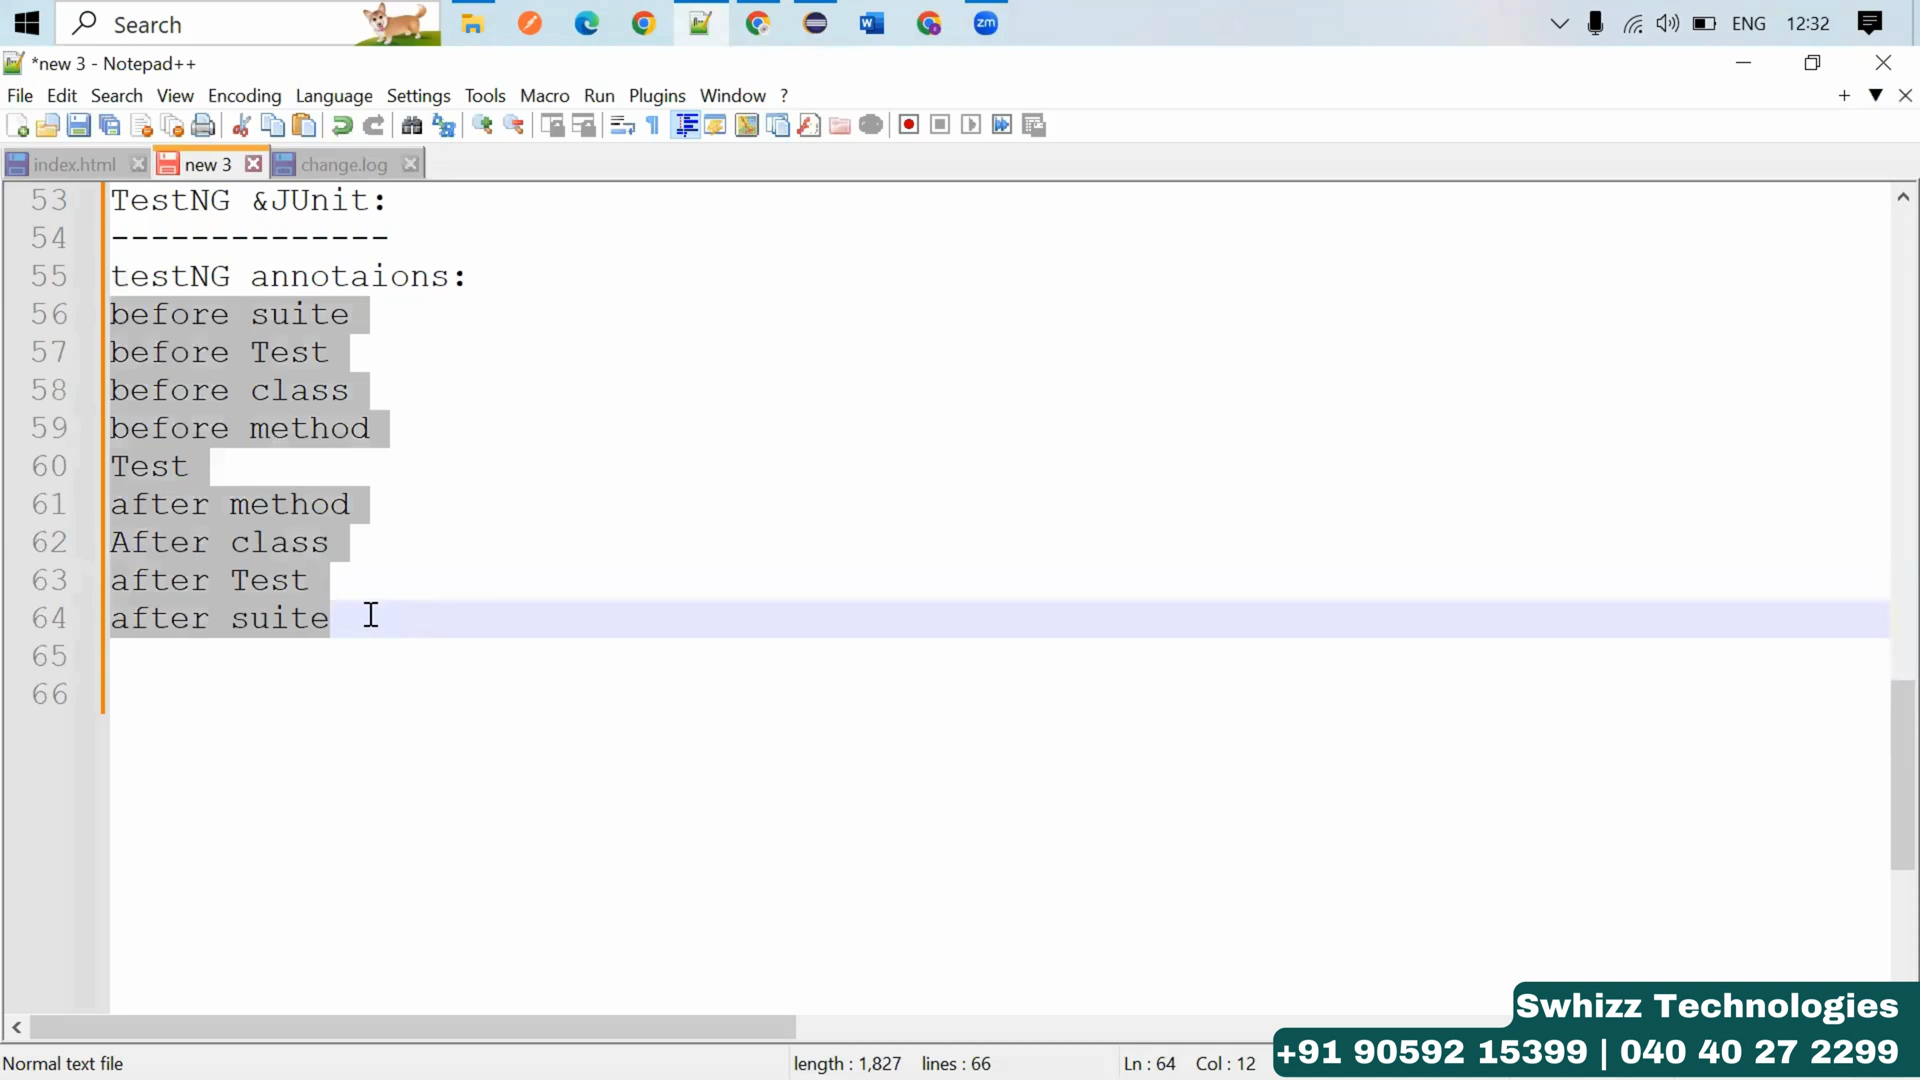 Search
ENG
12:32
*new 3 - Notepad++
File Edit Search View Encoding Language Settings Tools Macro Run Plugins Window ?
index.html
new 3
change.log
53 TestNG &JUnit:
54 --------------
55 testNG annotaions:
56 before suite
57 before Test
58 before class
59 before method
60 Test
61 after method
62 After class
63 after Test
64 after suite
65
66
Normal text file
length : 1,827 lines : 66
Ln : 64 Col : 12
Swhizz Technologies
+91 90592 15399 | 040 40 27 2299
zm